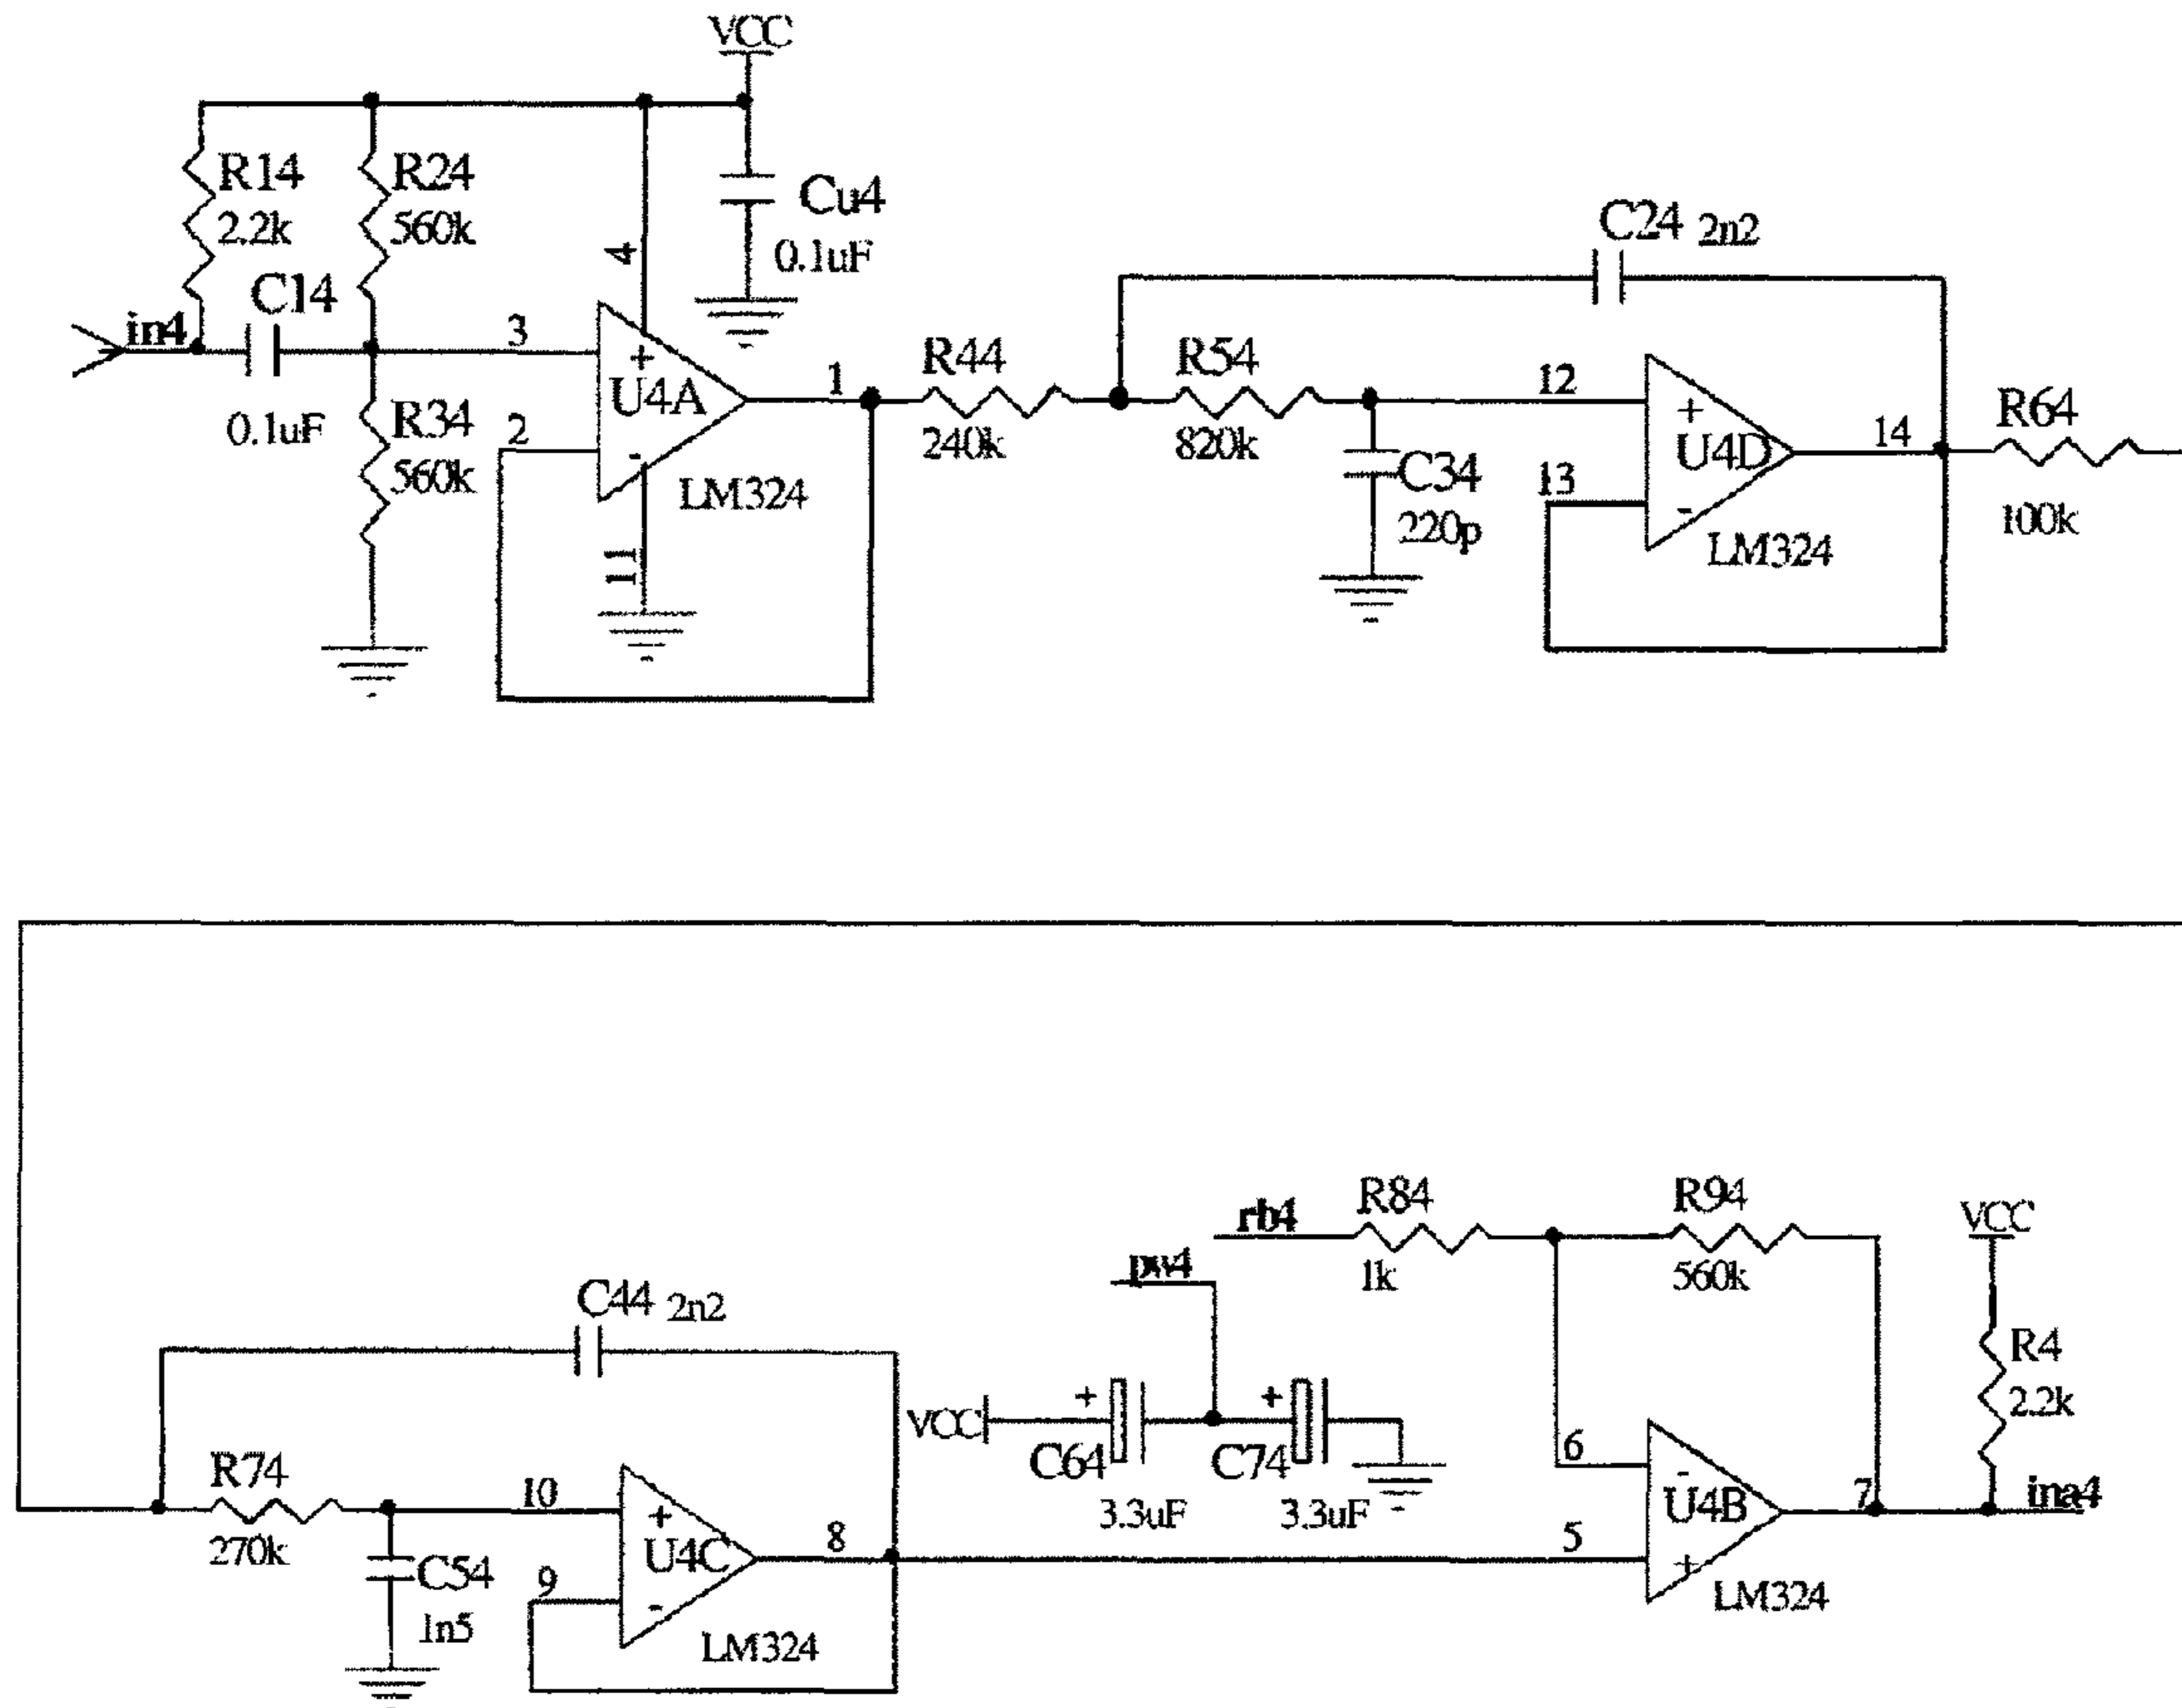 VCC
R14
2.2k
R24
560k
Cu4
0.1uF
4
C24 2n2
in4
C14
0.1uF
3
+
U4A
-
2
1
LM324
11
R34
560k
R44
240k
R54
820k
C34
220p
12
+
U4D
-
13
14
LM324
R64
100k
rb4
R84
1k
R94
560k
VCC
pw4
C44 2n2
R4
2.2k
VCC
+
C64
3.3uF
+
C74
3.3uF
R74
270k
10
+
U4C
-
9
8
C54
1n5
LM324
6
-
U4B
+
5
7
ina4
LM324